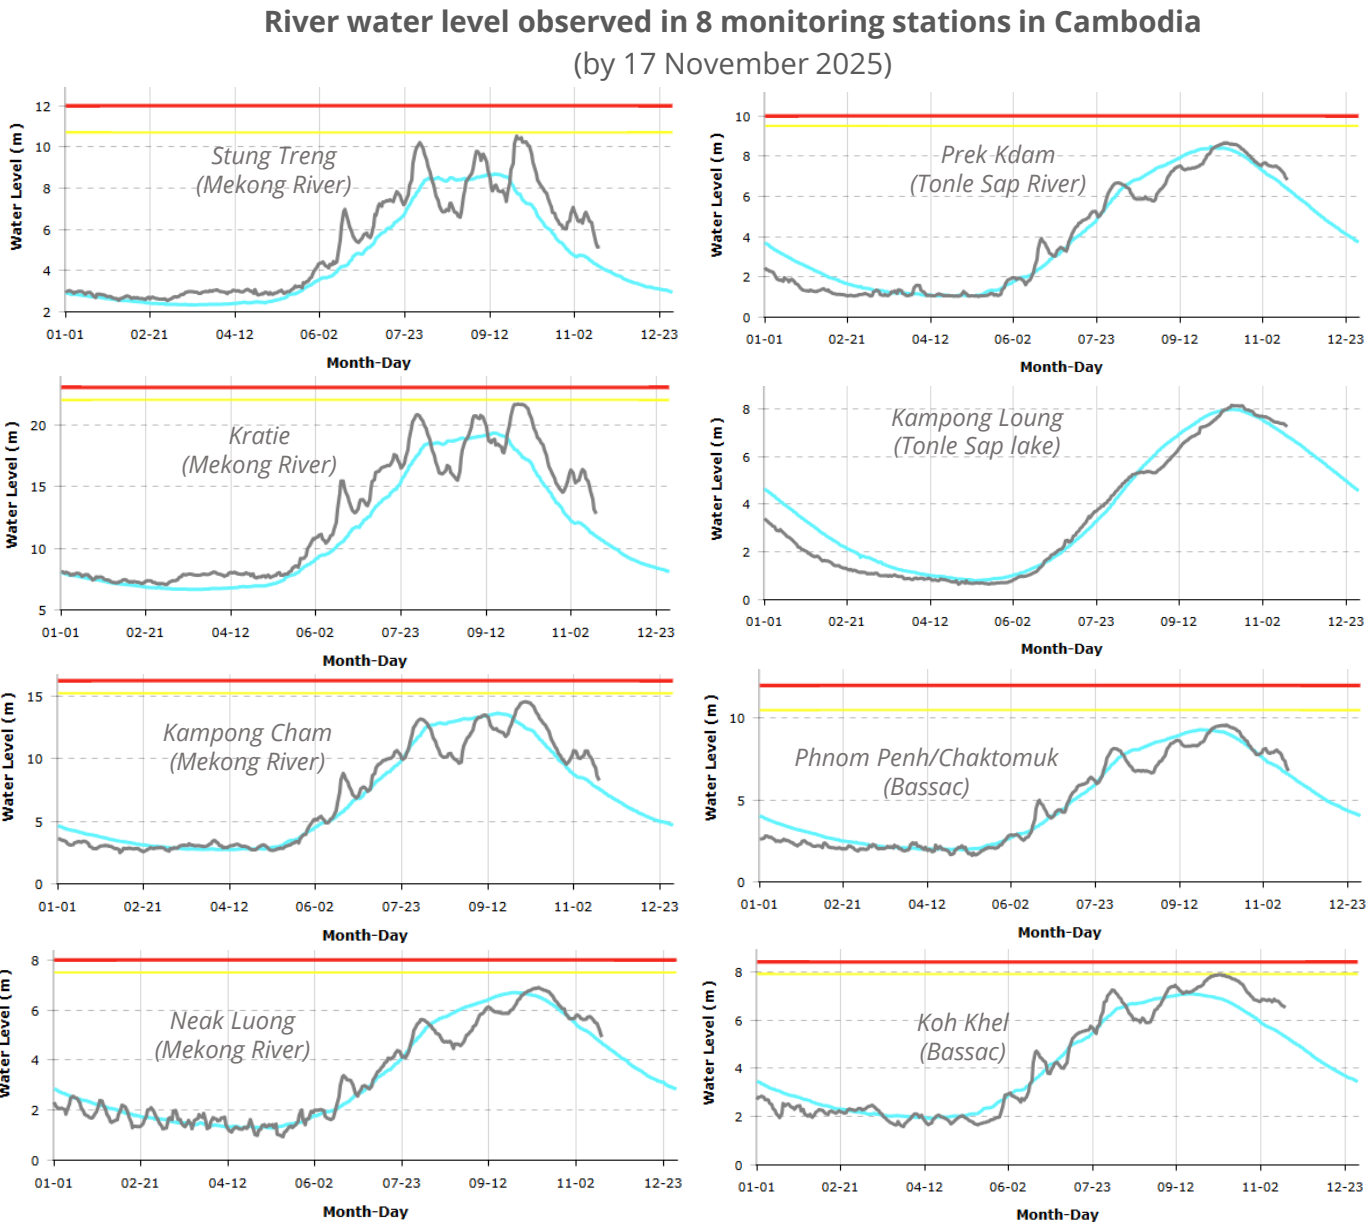 River water level observed in 8 monitoring stations in Cambodia
(by 17 November 2025)
Water Level (m)
12
10
8
6
4
2
Stung Treng
(Mekong River)
01-01 02-21 04-12 06-02 07-23 09-12 11-02 12-23
Month-Day
Water Level (m)
10
8
6
4
2
0
Prek Kdam
(Tonle Sap River)
01-01 02-21 04-12 06-02 07-23 09-12 11-02 12-23
Month-Day
Water Level (m)
20
15
10
5
Kratie
(Mekong River)
01-01 02-21 04-12 06-02 07-23 09-12 11-02 12-23
Month-Day
Water Level (m)
8
6
4
2
0
Kampong Loung
(Tonle Sap lake)
01-01 02-21 04-12 06-02 07-23 09-12 11-02 12-23
Month-Day
Water Level (m)
15
10
5
0
Kampong Cham
(Mekong River)
01-01 02-21 04-12 06-02 07-23 09-12 11-02 12-23
Month-Day
Water Level (m)
10
5
0
Phnom Penh/Chaktomuk
(Bassac)
01-01 02-21 04-12 06-02 07-23 09-12 11-02 12-23
Month-Day
Water Level (m)
8
6
4
2
0
Neak Luong
(Mekong River)
01-01 02-21 04-12 06-02 07-23 09-12 11-02 12-23
Month-Day
Water Level (m)
8
6
4
2
0
Koh Khel
(Bassac)
01-01 02-21 04-12 06-02 07-23 09-12 11-02 12-23
Month-Day